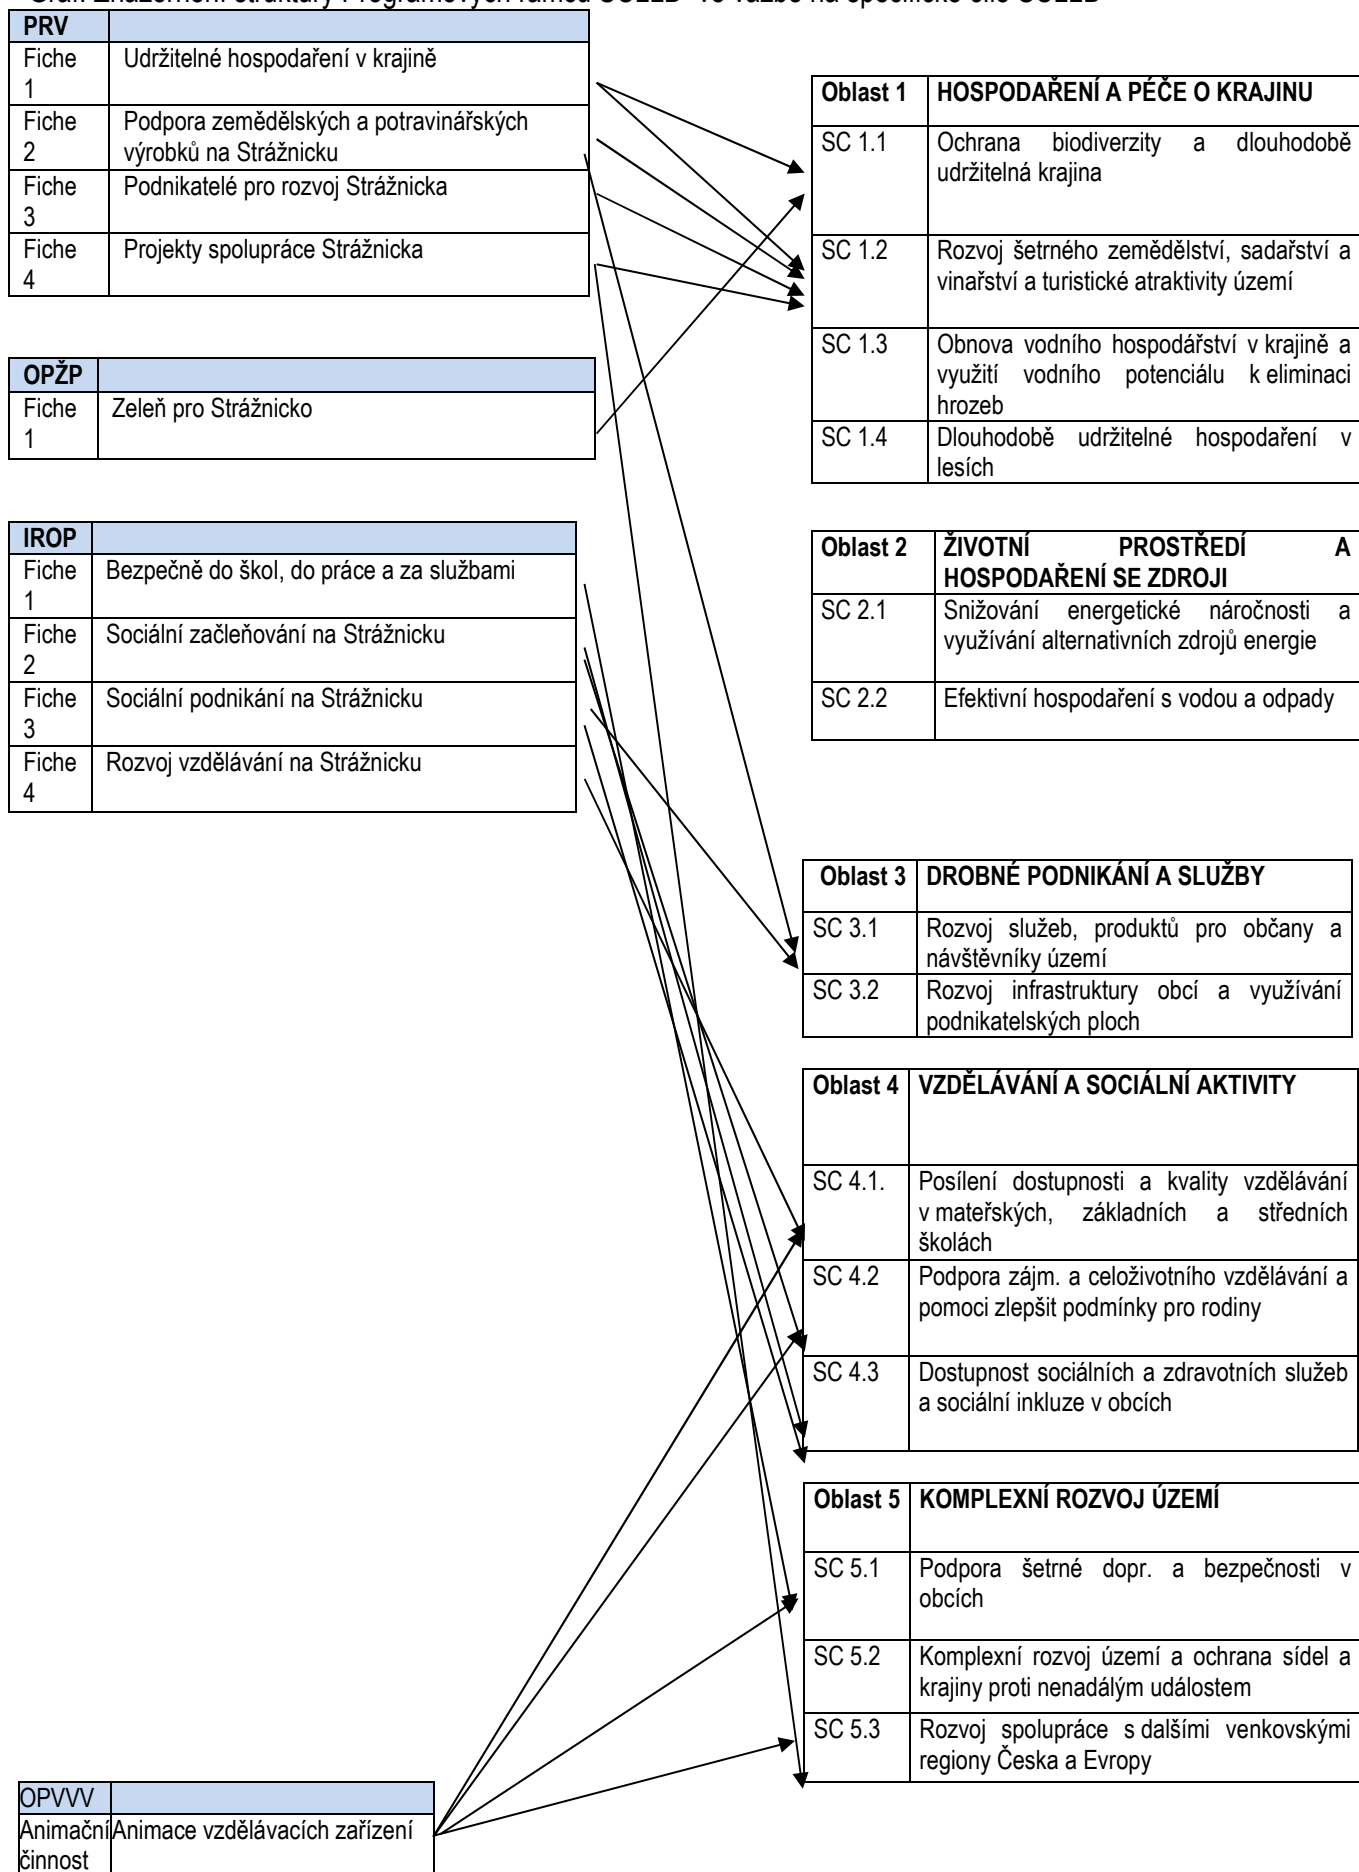 Graf: Znázornění struktury Programových rámců SCLLD ve vazbě na specifické cíle SCLLD
PRV
Fiche 1 Udržitelné hospodaření v krajině
Fiche 2 Podpora zemědělských a potravinářských
výrobků na Strážnicku
Fiche 3 Podnikatelé pro rozvoj Strážnicka
Fiche 4 Projekty spolupráce Strážnicka
OPŽP
Fiche 1 Zeleň pro Strážnicko
IROP
Fiche 1 Bezpečně do škol, do práce a za službami
Fiche 2 Sociální začleňování na Strážnicku
Fiche 3 Sociální podnikání na Strážnicku
Fiche 4 Rozvoj vzdělávání na Strážnicku
OPVVV
Animační Animace vzdělávacích zařízení
činnost
Oblast 1 HOSPODAŘENÍ A PÉČE O KRAJINU
SC 1.1 Ochrana biodiverzity a dlouhodobě
udržitelná krajina
SC 1.2 Rozvoj šetrného zemědělství, sadařství a
vinařství a turistické atraktivity území
SC 1.3 Obnova vodního hospodářství v krajině a
využití vodního potenciálu k eliminaci
hrozeb
SC 1.4 Dlouhodobě udržitelné hospodaření v
lesích
Oblast 2 ŽIVOTNÍ PROSTŘEDÍ A
HOSPODAŘENÍ SE ZDROJI
SC 2.1 Snižování energetické náročnosti a
využívání alternativních zdrojů energie
SC 2.2 Efektivní hospodaření s vodou a odpady
Oblast 3 DROBNÉ PODNIKÁNÍ A SLUŽBY
SC 3.1 Rozvoj služeb, produktů pro občany a
návštěvníky území
SC 3.2 Rozvoj infrastruktury obcí a využívání
podnikatelských ploch
Oblast 4 VZDĚLÁVÁNÍ A SOCIÁLNÍ AKTIVITY
SC 4.1. Posílení dostupnosti a kvality vzdělávání
v mateřských, základních a středních
školách
SC 4.2 Podpora zájm. a celoživotního vzdělávání a
pomoci zlepšit podmínky pro rodiny
SC 4.3 Dostupnost sociálních a zdravotních služeb
a sociální inkluze v obcích
Oblast 5 KOMPLEXNÍ ROZVOJ ÚZEMÍ
SC 5.1 Podpora šetrné dopr. a bezpečnosti v
obcích
SC 5.2 Komplexní rozvoj území a ochrana sídel a
krajiny proti nenadálým událostem
SC 5.3 Rozvoj spolupráce s dalšími venkovskými
regiony Česka a Evropy